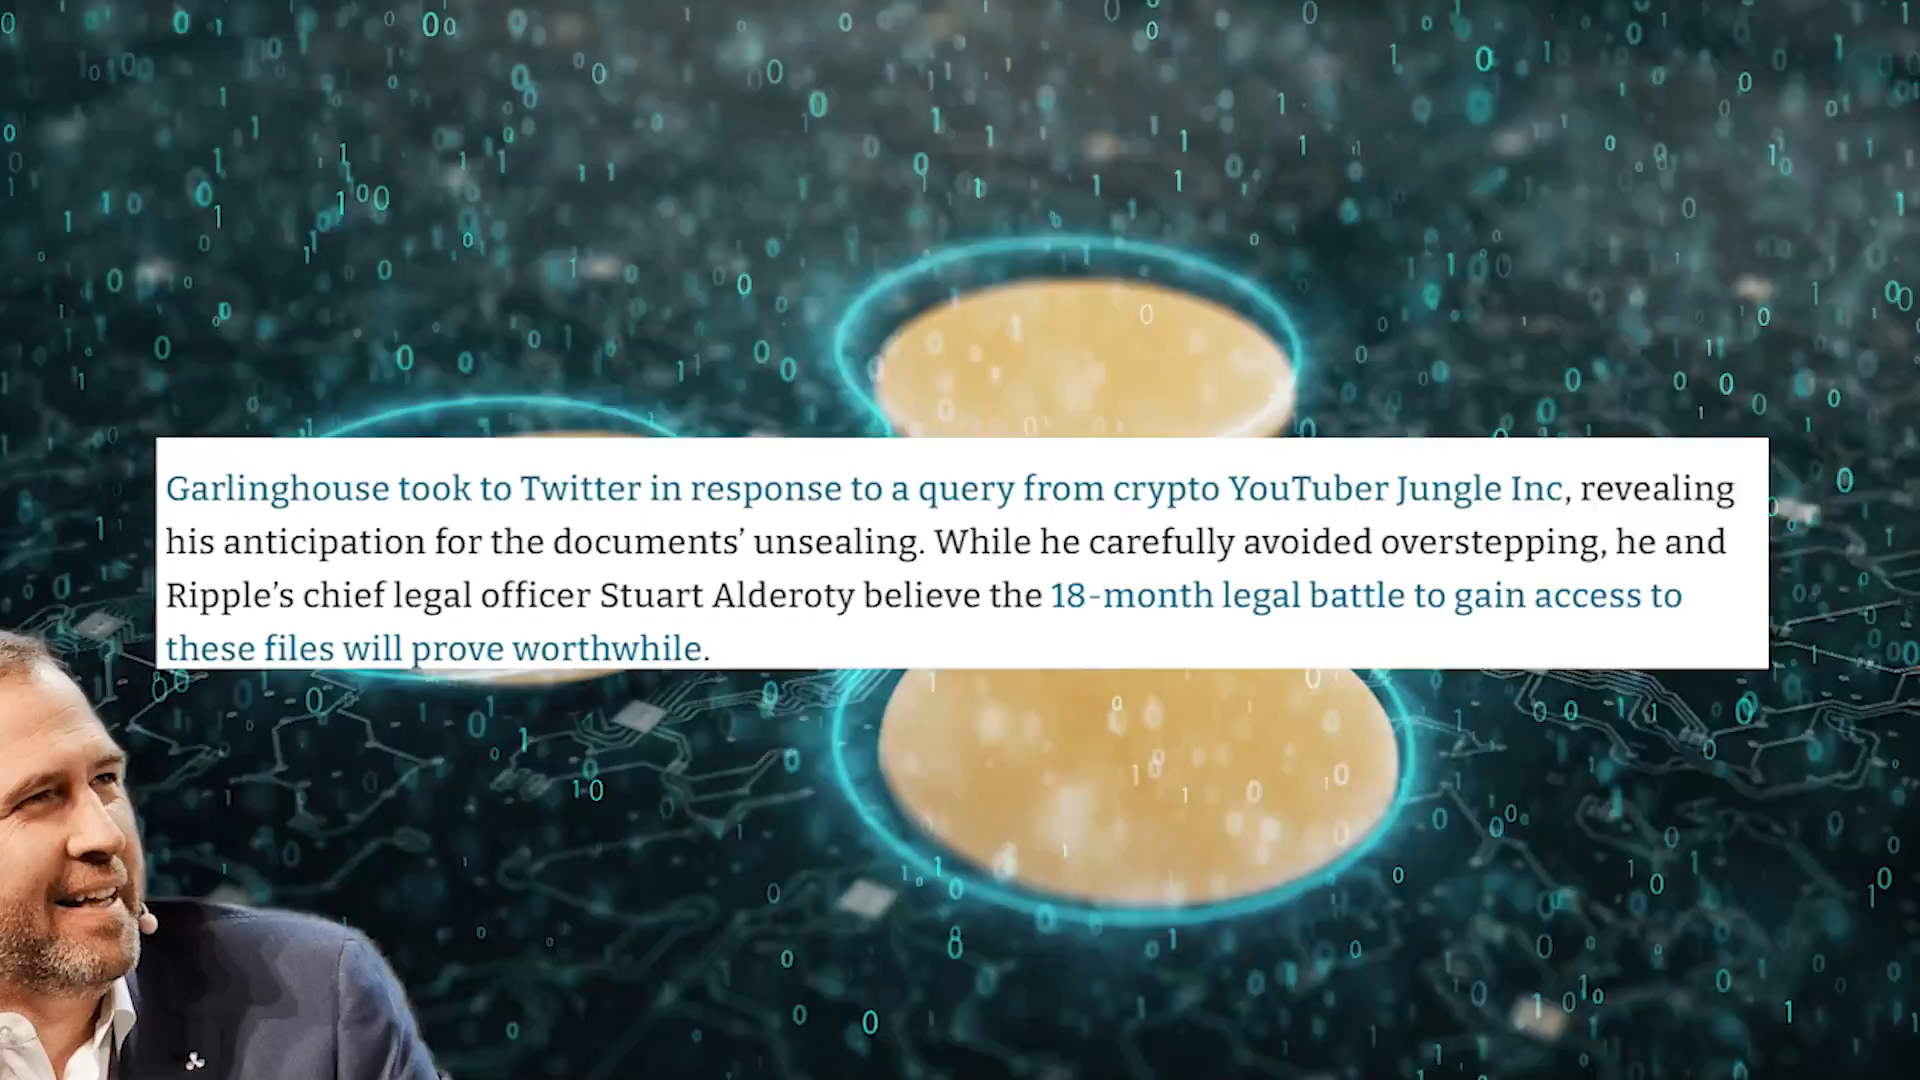 Garlinghouse took to Twitter in response to a query from crypto YouTuber Jungle Inc, revealing
his anticipation for the documents’ unsealing. While he carefully avoided overstepping, he and
Ripple’s chief legal officer Stuart Alderoty believe the 18-month legal battle to gain access to
these files will prove worthwhile.